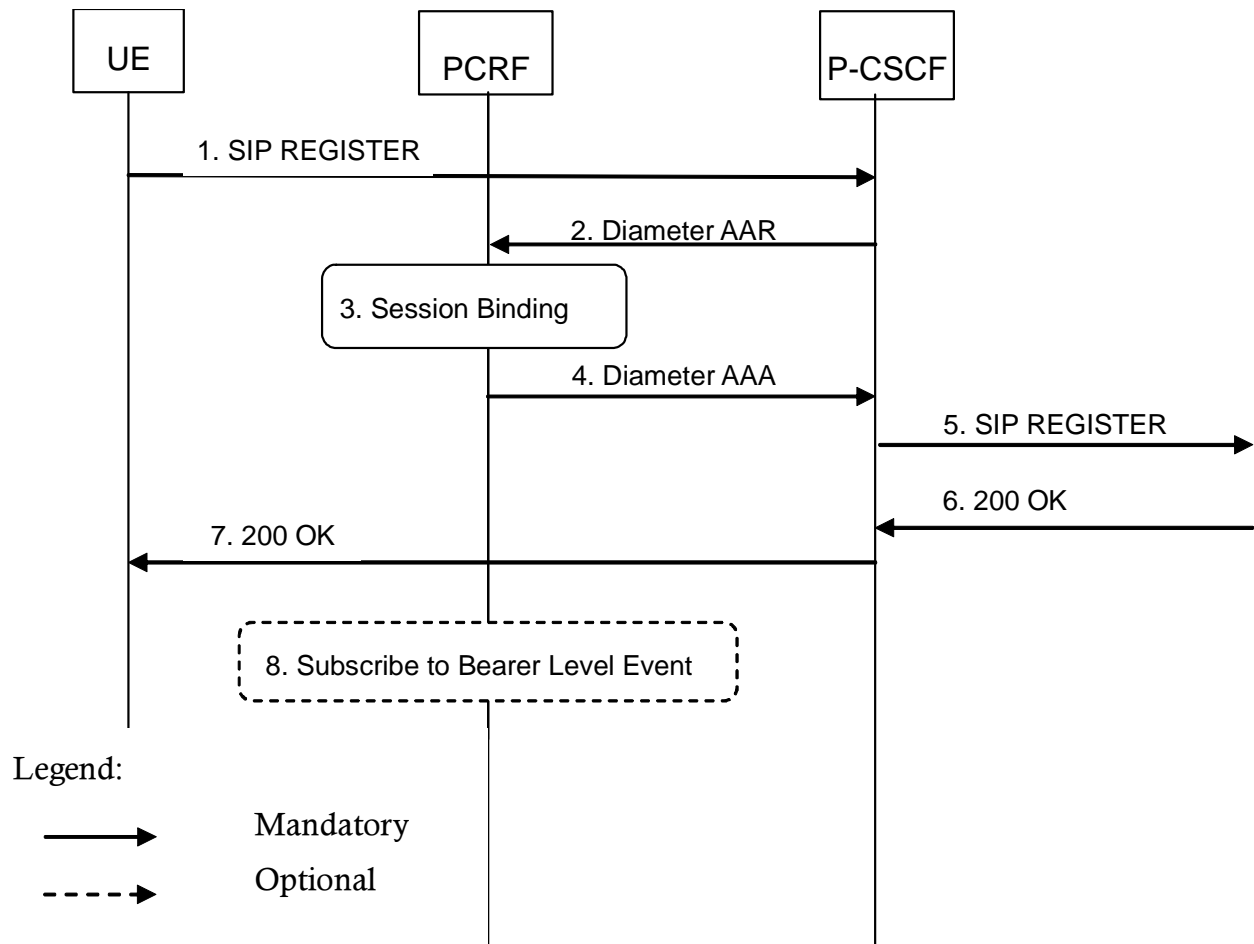 UE
PCRF
P-CSCF
1. SIP REGISTER
2. Diameter AAR
3. Session Binding
4. Diameter AAA
5. SIP REGISTER
6. 200 OK
7. 200 OK
8. Subscribe to Bearer Level Event
Legend:
Mandatory
Optional